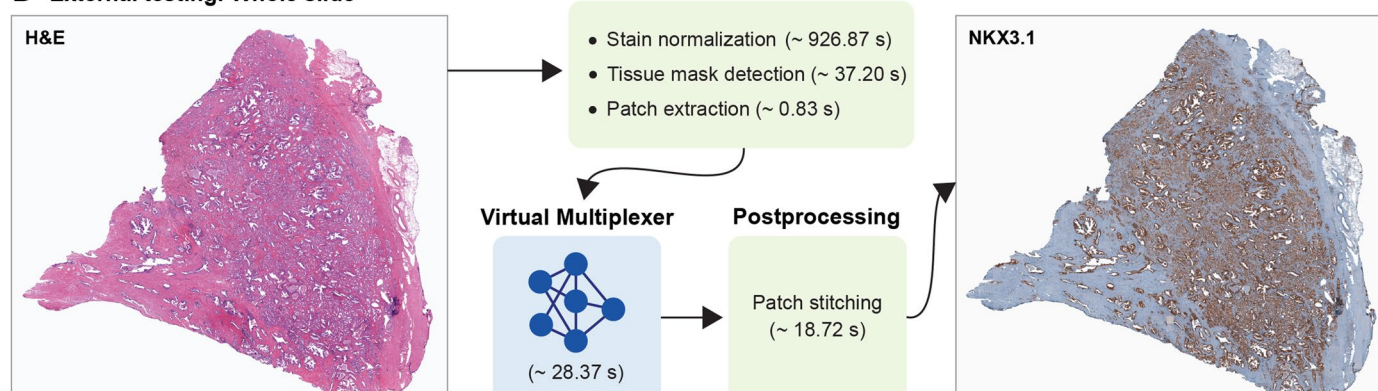 H&E
• Stain normalization (~ 926.87 s)
• Tissue mask detection (~ 37.20 s)
• Patch extraction (~ 0.83 s)
Virtual Multiplexer
(~ 28.37 s)
Postprocessing
Patch stitching
(~ 18.72 s)
NKX3.1